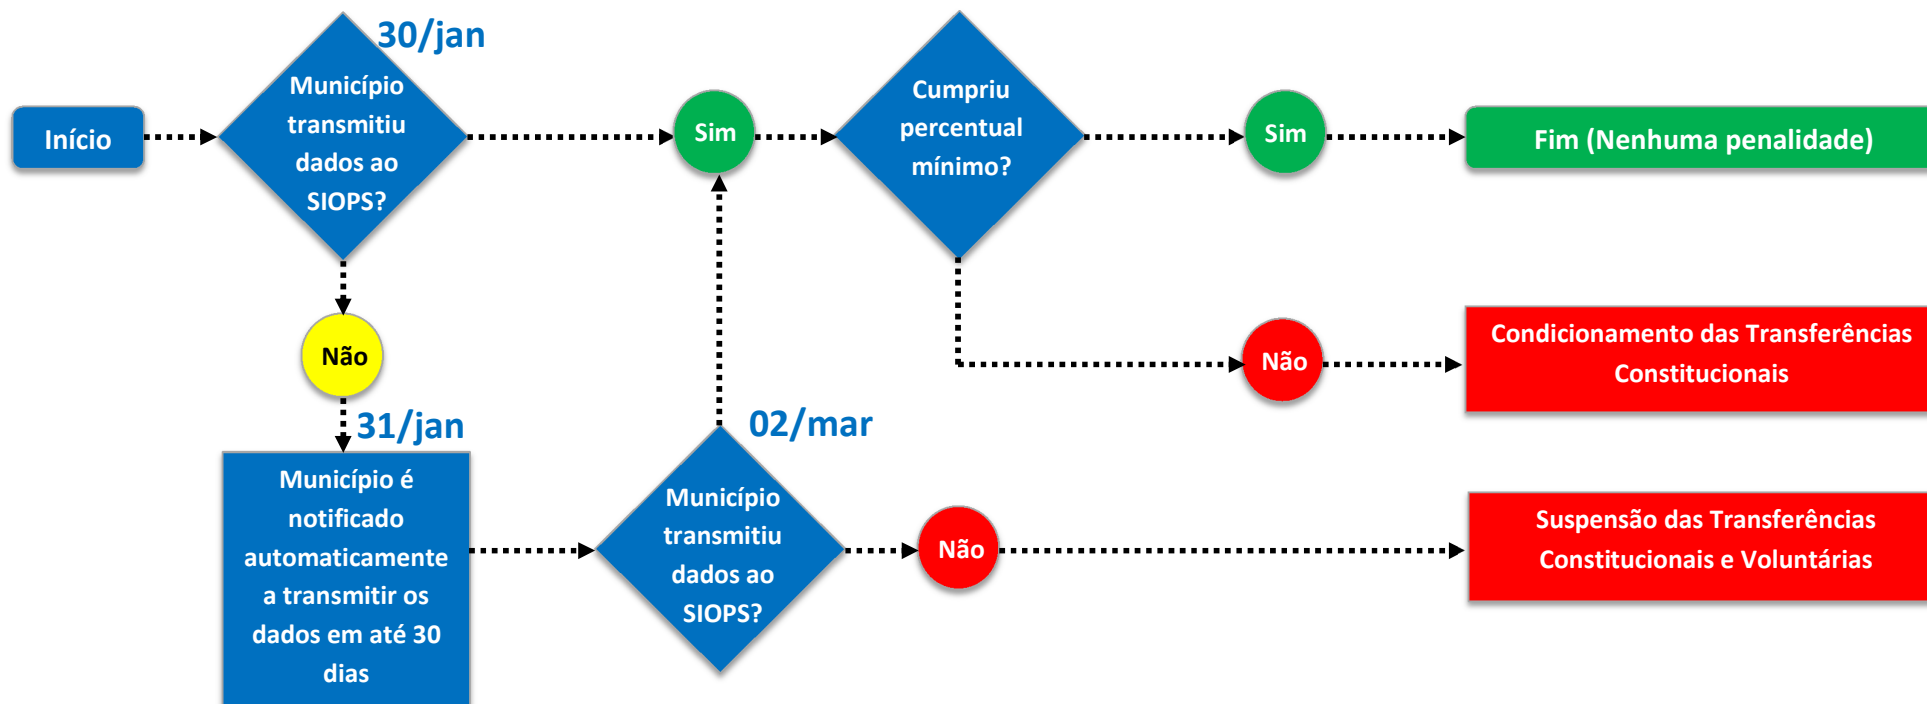 30/jan
Início
Município
transmitiu
dados ao
SIOPS?
Sim
Cumpriu
percentual
mínimo?
Sim
Fim (Nenhuma penalidade)
Não
Não
Condicionamento das Transferências
Constitucionais
31/jan
Município é
notificado
automaticamente
a transmitir os
dados em até 30
dias
02/mar
Município
transmitiu
dados ao
SIOPS?
Não
Suspensão das Transferências
Constitucionais e Voluntárias